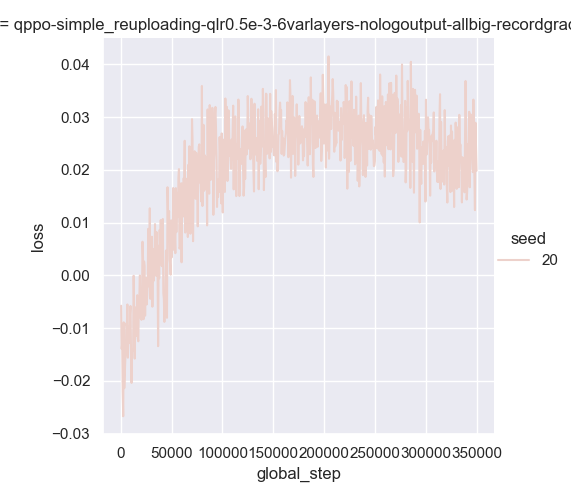 = qppo-simple_reuploading-qlr0.5e-3-6varlayers-nologoutput-allbig-recordgrad
0.04
0.03
0.02
0.01
0.00
−0.01
−0.02
−0.03
loss
0 50000 100000 150000 200000 250000 300000 350000
global_step
seed
20